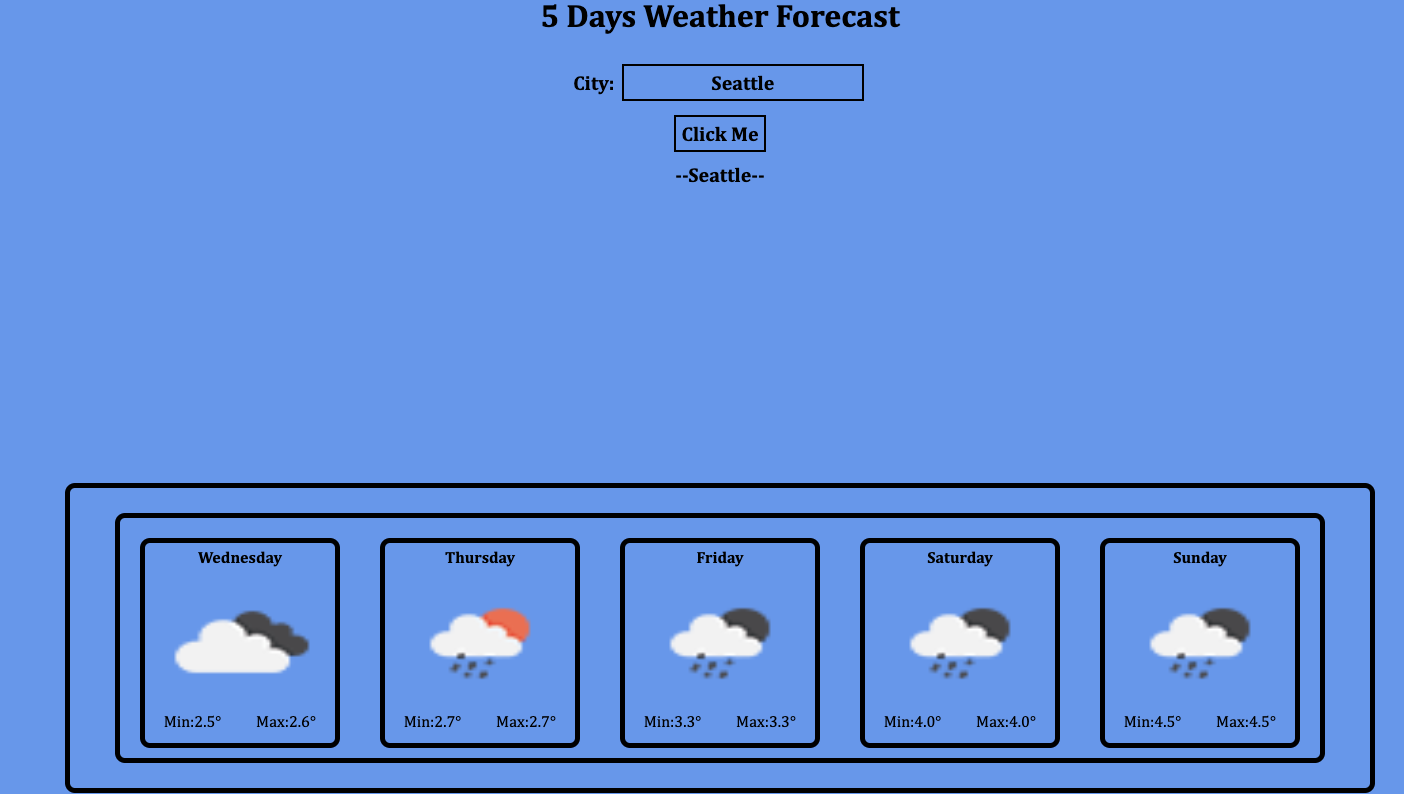 5 Days Weather Forecast
City: Seattle
Click Me
--Seattle--
Wednesday
Min:2.5° Max:2.6°
Thursday
Min:2.7° Max:2.7°
Friday
Min:3.3° Max:3.3°
Saturday
Min:4.0° Max:4.0°
Sunday
Min:4.5° Max:4.5°